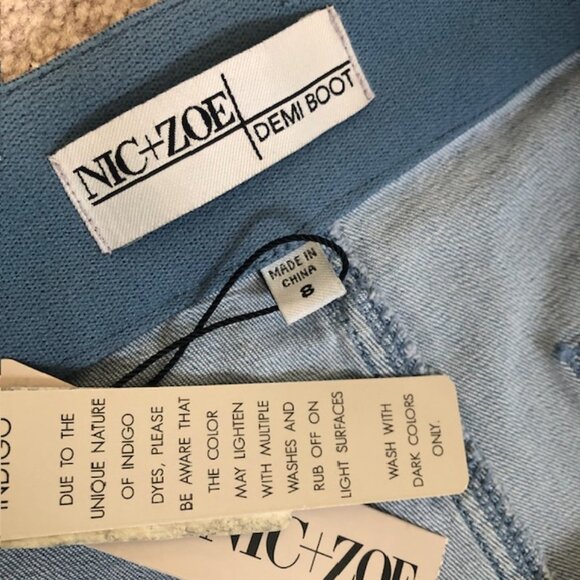 NIC+ZOE
DEMI BOOT
MADE IN
CHINA
8
INDIGO
DUE TO THE
UNIQUE NATURE
OF INDIGO
DYES, PLEASE
BE AWARE THAT
THE COLOR
MAY LIGHTEN
WITH MULTIPLE
WASHES AND
RUB OFF ON
LIGHT SURFACES
WASH WITH
DARK COLORS
ONLY.
NIC+ZOE